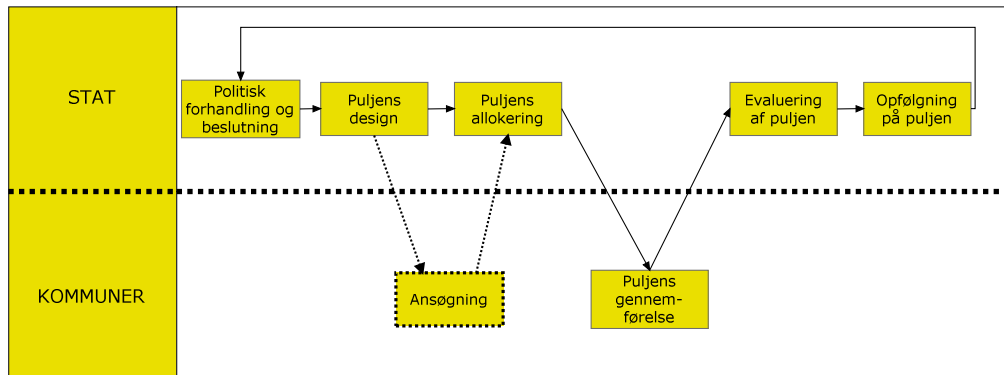 STAT
Politisk
forhandling og
beslutning
Puljens
design
Puljens
allokering
Evaluering
af puljen
Opfølgning
på puljen
KOMMUNER
Ansøgning
Puljens
gennem-
førelse